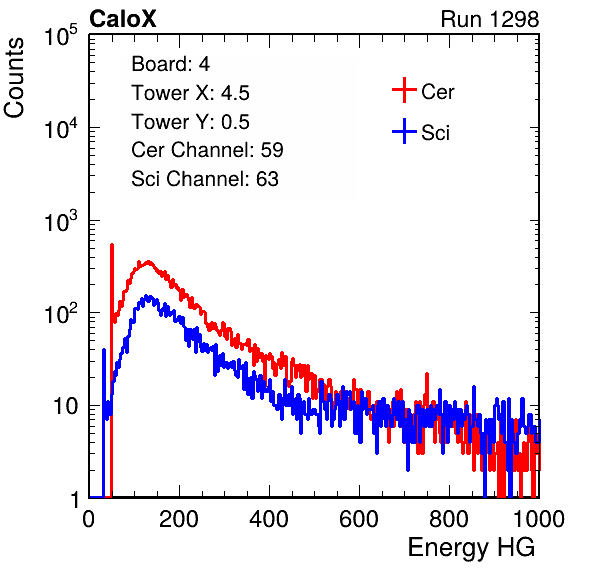 CaloX Run 1298
Counts
10^5
10^4
10^3
10^2
10
1
Board: 4
Tower X: 4.5
Tower Y: 0.5
Cer Channel: 59
Sci Channel: 63
Cer
Sci
0 200 400 600 800 1000
Energy HG